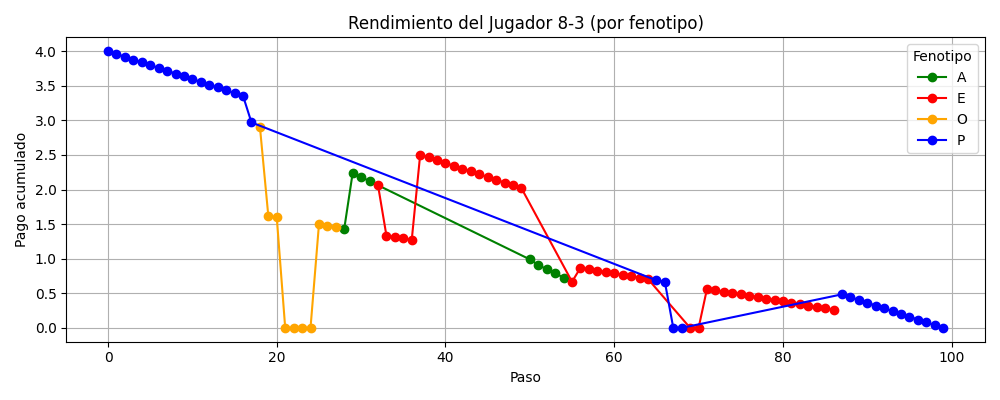 Rendimiento del Jugador 8-3 (por fenotipo)
Pago acumulado
4.0
3.5
3.0
2.5
2.0
1.5
1.0
0.5
0.0
0 20 40 60 80 100
Paso
Fenotipo
A
E
O
P